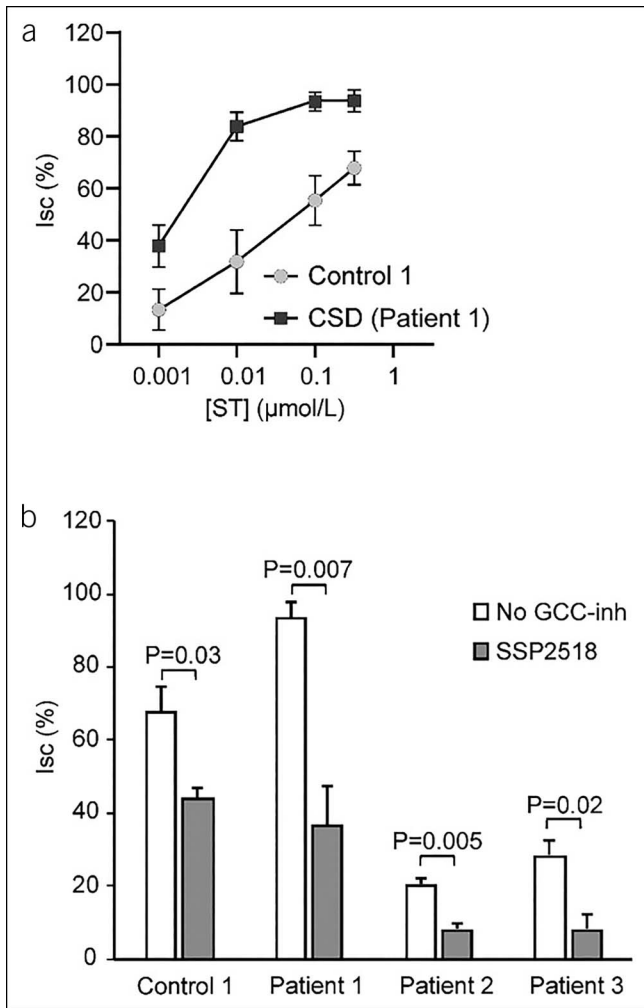 a
120
100
80
60
40
20
0
Isc (%)
Control 1
CSD (Patient 1)
0.001 0.01 0.1 1
[ST] (µmol/L)
b
120
100
80
60
40
20
0
Isc (%)
P=0.03
P=0.007
P=0.005
P=0.02
No GCC-inh
SSP2518
Control 1 Patient 1 Patient 2 Patient 3